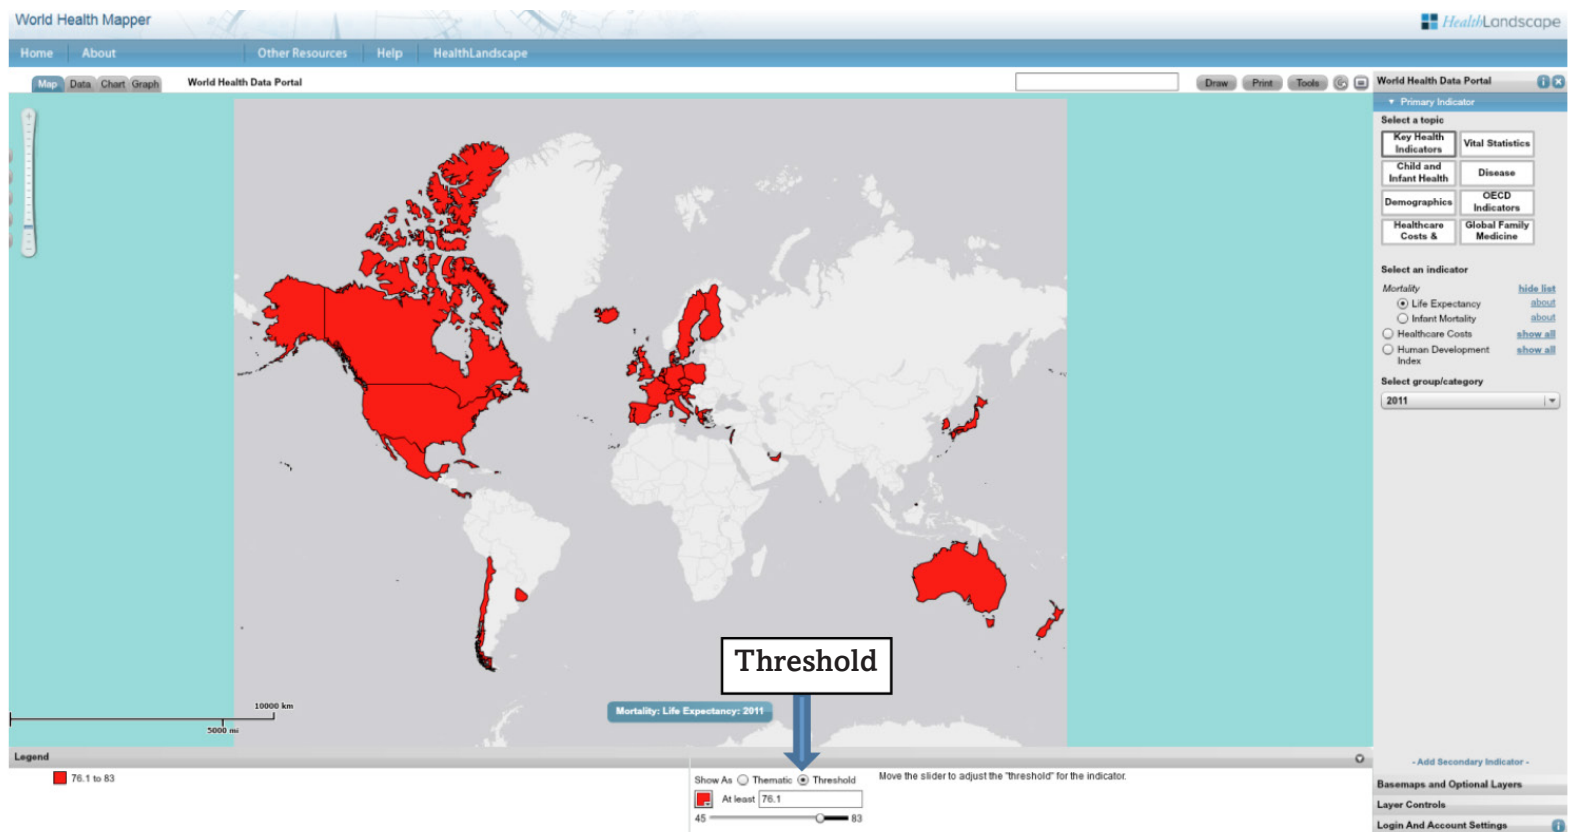 World Health Mapper
HealthLandscape
Home About Other Resources Help HealthLandscape
Map Data Chart Graph World Health Data Portal Draw Print Tools
World Health Data Portal
Primary Indicator
Select a topic
Key Health Indicators
Vital Statistics
Child and Infant Health
Disease
Demographics
OECD Indicators
Healthcare Costs &
Global Family Medicine
Select an indicator
Mortality hide list
Life Expectancy about
Infant Mortality about
Healthcare Costs show all
Human Development Index show all
Select group/category
2011
Threshold
Mortality: Life Expectancy: 2011
10000 km
5000 mi
Legend
76.1 to 83
Show As Thematic Threshold
Move the slider to adjust the "threshold" for the indicator.
At least 76.1
45 83
- Add Secondary Indicator -
Basemaps and Optional Layers
Layer Controls
Login And Account Settings